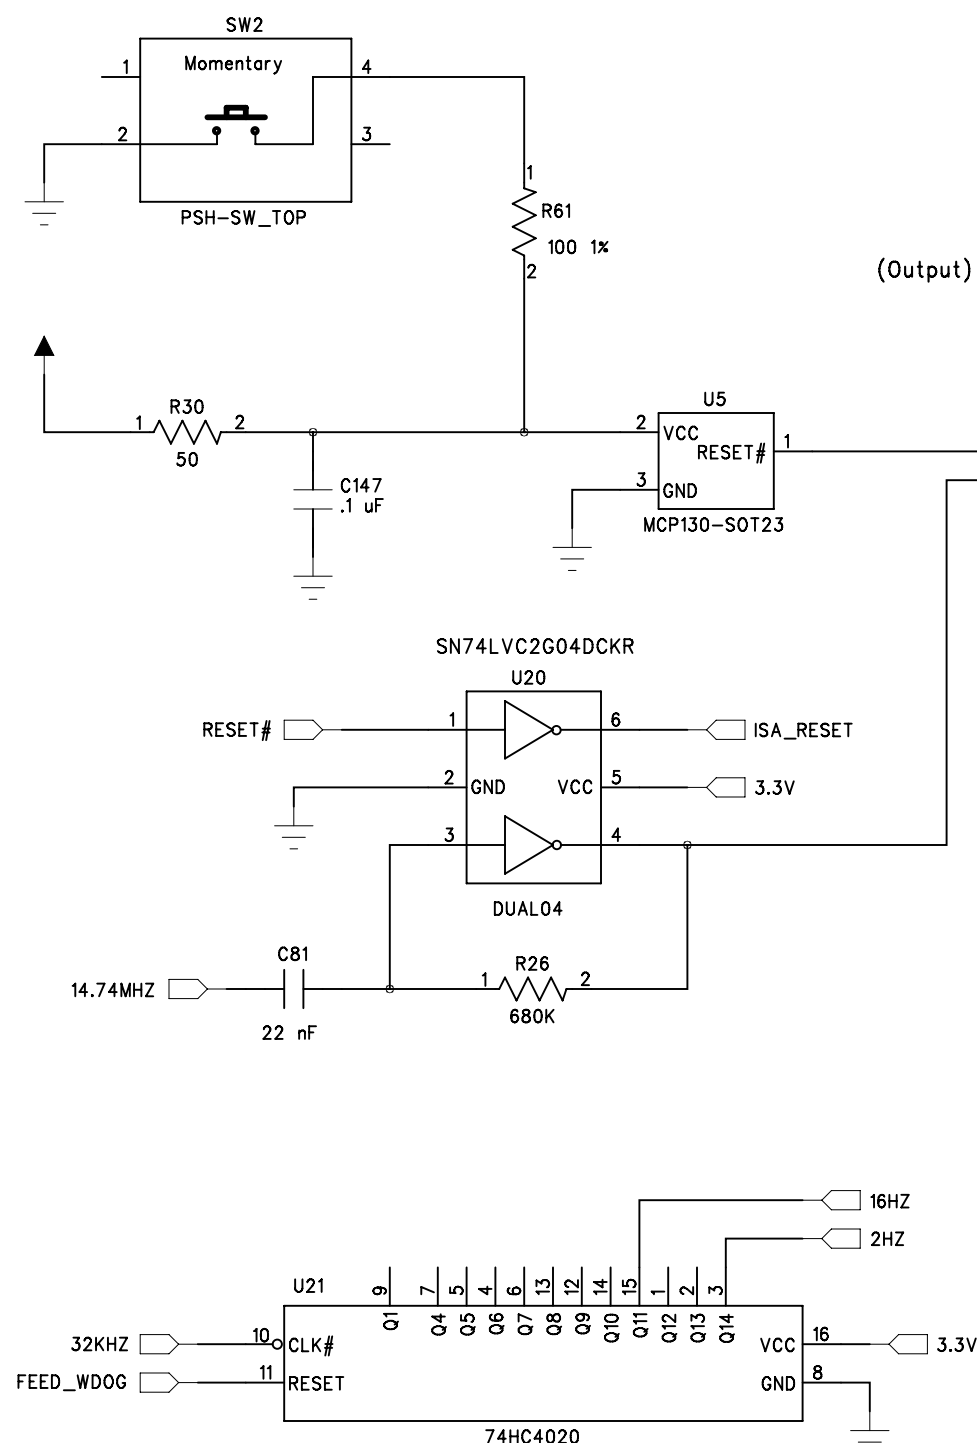 SW2
Momentary
1
4
2
3
PSH-SW_TOP
1
R61
100 1%
2
(Output)
R30
1
2
50
C147
.1 uF
U5
2
VCC
RESET#
1
3
GND
MCP130-SOT23
SN74LVC2G04DCKR
U20
RESET#
1
6
ISA_RESET
2
GND
VCC
5
3.3V
3
4
DUAL04
C81
14.74MHZ
22 nF
R26
1
2
680K
16HZ
2HZ
U21
9
7
5
4
6
13
12
14
15
1
2
3
Q1
Q4
Q5
Q6
Q7
Q8
Q9
Q10
Q11
Q12
Q13
Q14
32KHZ
10
CLK#
VCC
16
3.3V
FEED_WDOG
11
RESET
GND
8
74HC4020